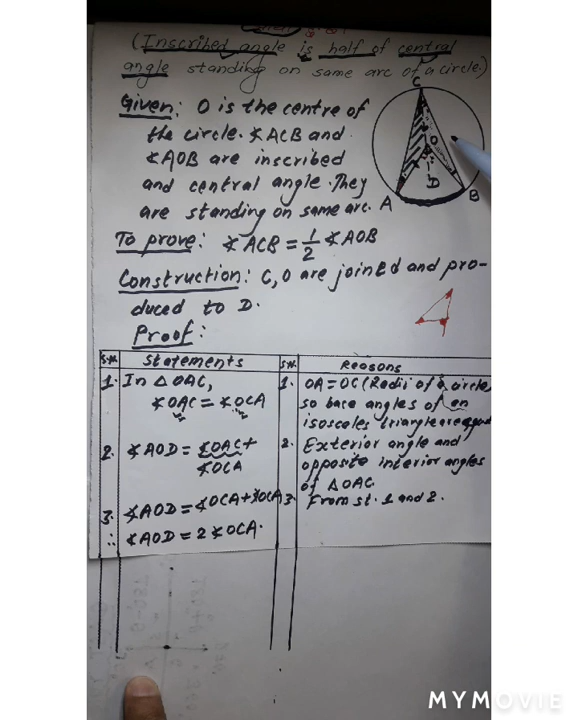 (Inscribed angle is half of central
angle standing on same arc of a circle.)
Given: O is the centre of
the circle. ∡ACB and
∡AOB are inscribed
and central angle. They
are standing on same arc.
C
O
D
A
B
To prove: ∡ACB = 1/2 ∡AOB
Construction: C, O are joined and pro-
duced to D.
Proof:
S.N. Statements
1. In △OAC,
∡OAC = ∡OCA
2. ∡AOD = ∡OAC +
∡OCA
3. ∡AOD = ∡OCA + ∡OCA
∴ ∡AOD = 2∡OCA.
S.N. Reasons
1. OA = OC (Radii of a circle
so base angles of en
isosceles triangle are equal
2. Exterior angle and
opposite interior angles
of △OAC.
3. From st. 1 and 2.
MYMOVIE